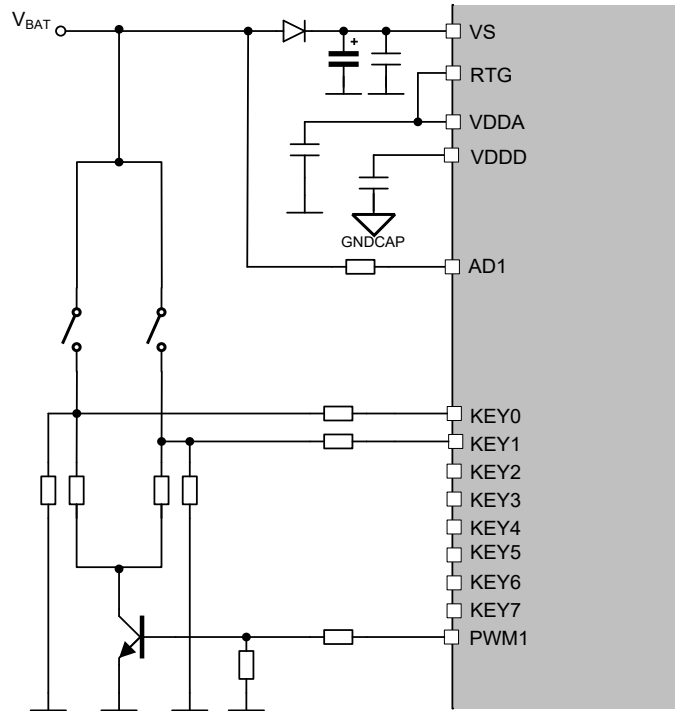 VBAT
+
VS
RTG
VDDA
VDDD
GNDCAP
AD1
KEY0
KEY1
KEY2
KEY3
KEY4
KEY5
KEY6
KEY7
PWM1